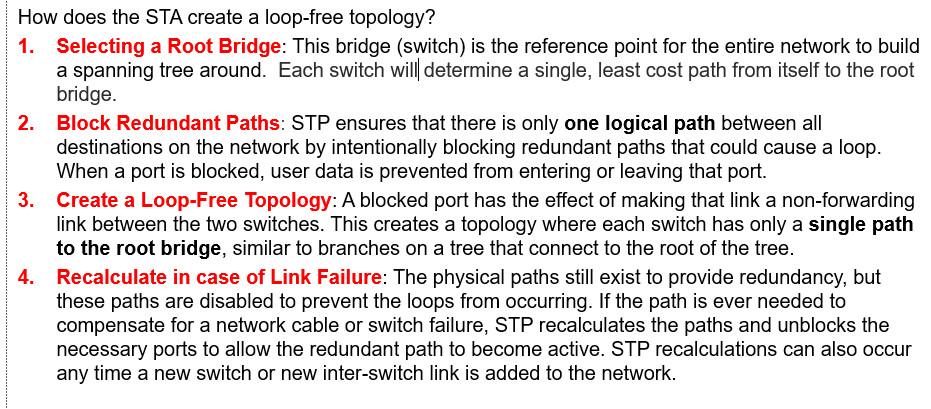 How does the STA create a loop-free topology?
1. Selecting a Root Bridge: This bridge (switch) is the reference point for the entire network to build
a spanning tree around.  Each switch will determine a single, least cost path from itself to the root
bridge.
2. Block Redundant Paths: STP ensures that there is only one logical path between all
destinations on the network by intentionally blocking redundant paths that could cause a loop.
When a port is blocked, user data is prevented from entering or leaving that port.
3. Create a Loop-Free Topology: A blocked port has the effect of making that link a non-forwarding
link between the two switches. This creates a topology where each switch has only a single path
to the root bridge, similar to branches on a tree that connect to the root of the tree.
4. Recalculate in case of Link Failure: The physical paths still exist to provide redundancy, but
these paths are disabled to prevent the loops from occurring. If the path is ever needed to
compensate for a network cable or switch failure, STP recalculates the paths and unblocks the
necessary ports to allow the redundant path to become active. STP recalculations can also occur
any time a new switch or new inter-switch link is added to the network.